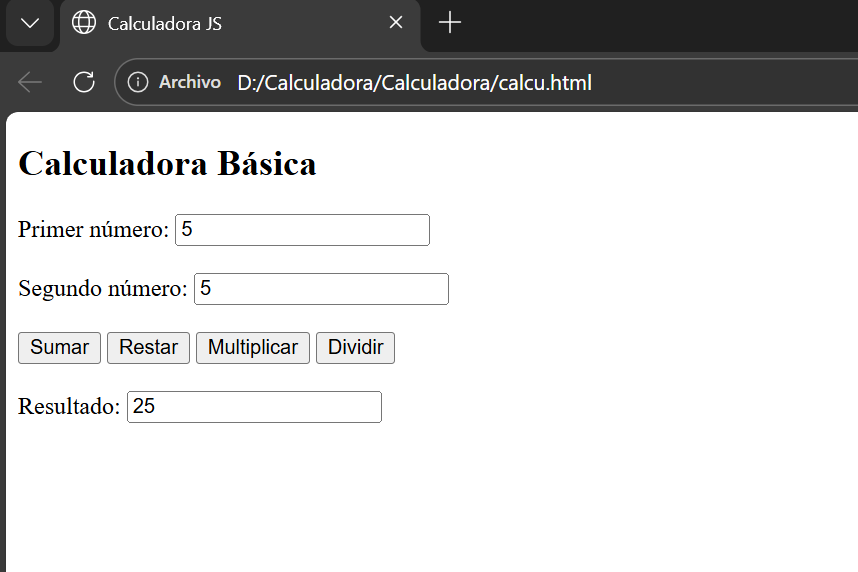 Calculadora JS
Archivo D:/Calculadora/Calculadora/calcu.html
Calculadora Básica
Primer número: 5
Segundo número: 5
Sumar Restar Multiplicar Dividir
Resultado: 25